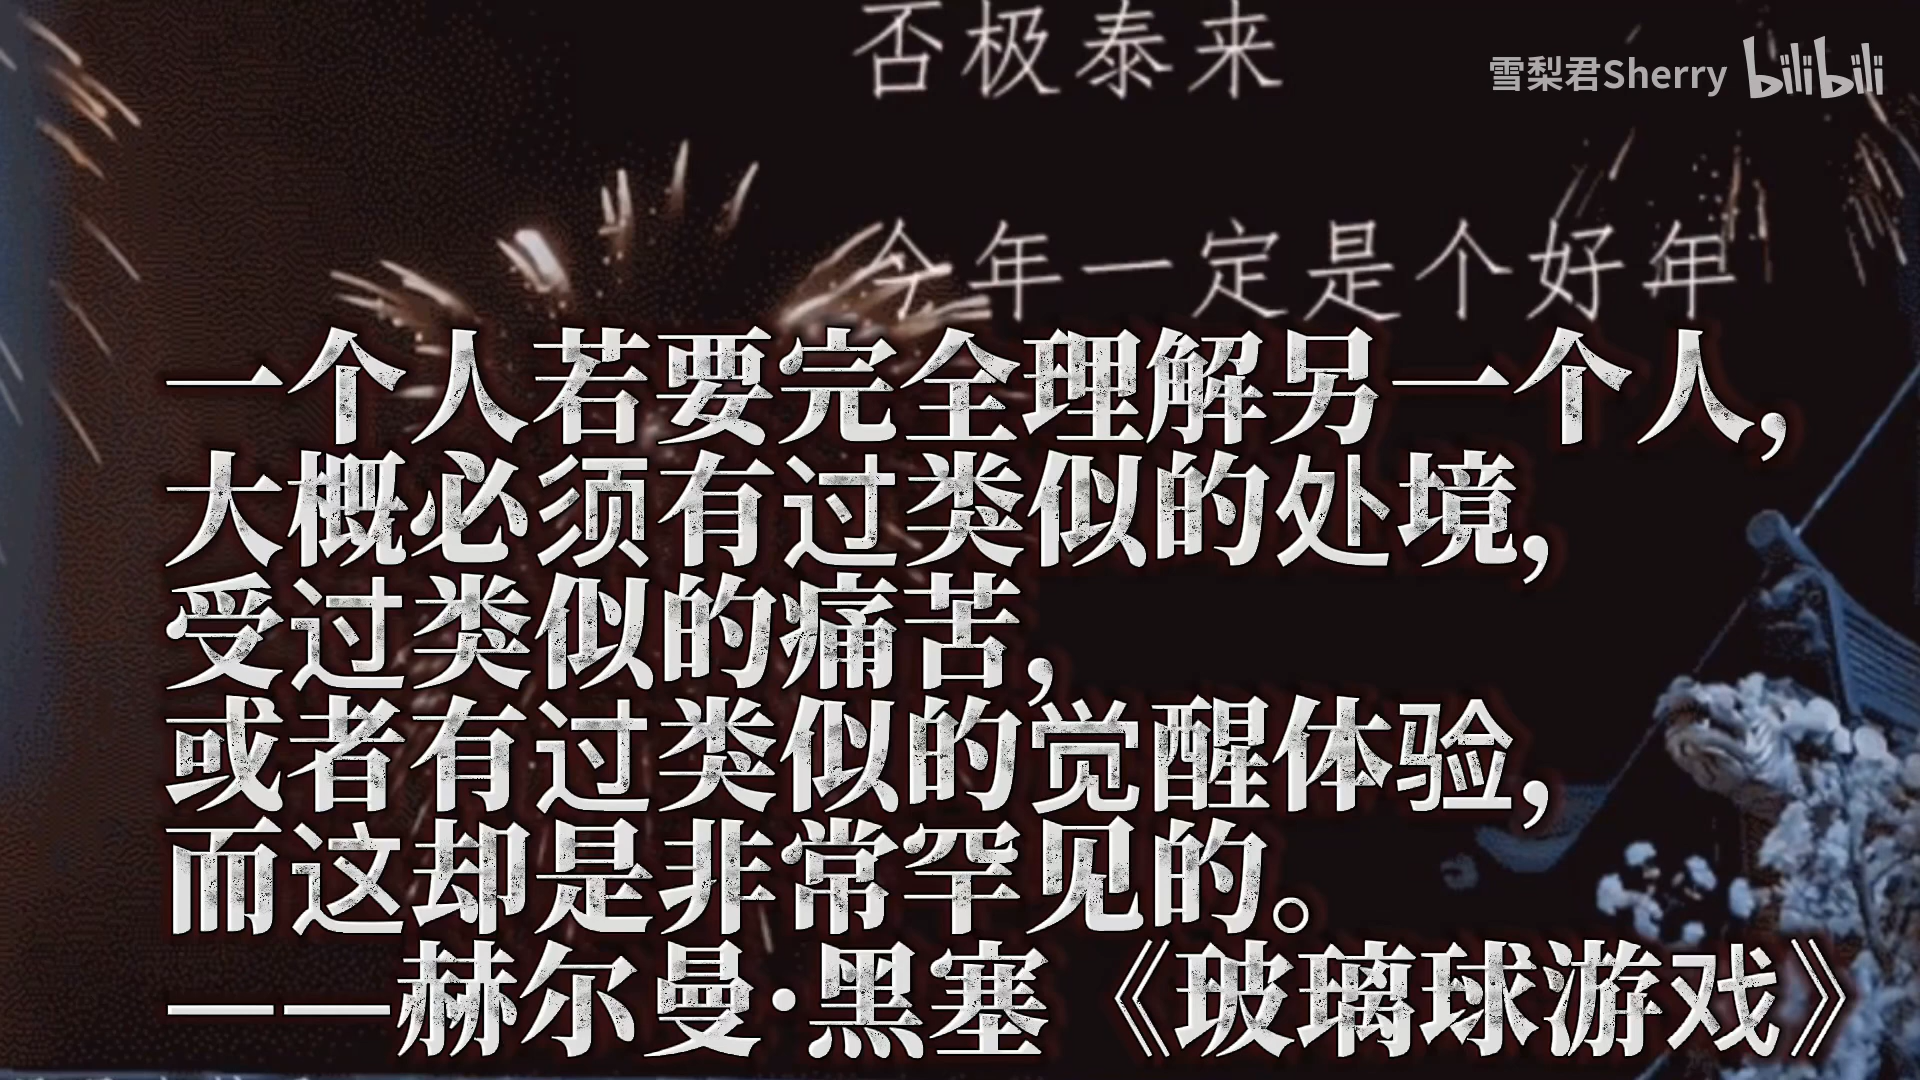 否极泰来
雪梨君Sherry bilibili
今年一定是个好年
一个人若要完全理解另一个人，
大概必须有过类似的处境，
受过类似的痛苦，
或者有过类似的觉醒体验，
而这却是非常罕见的。
——赫尔曼·黑塞《玻璃球游戏》